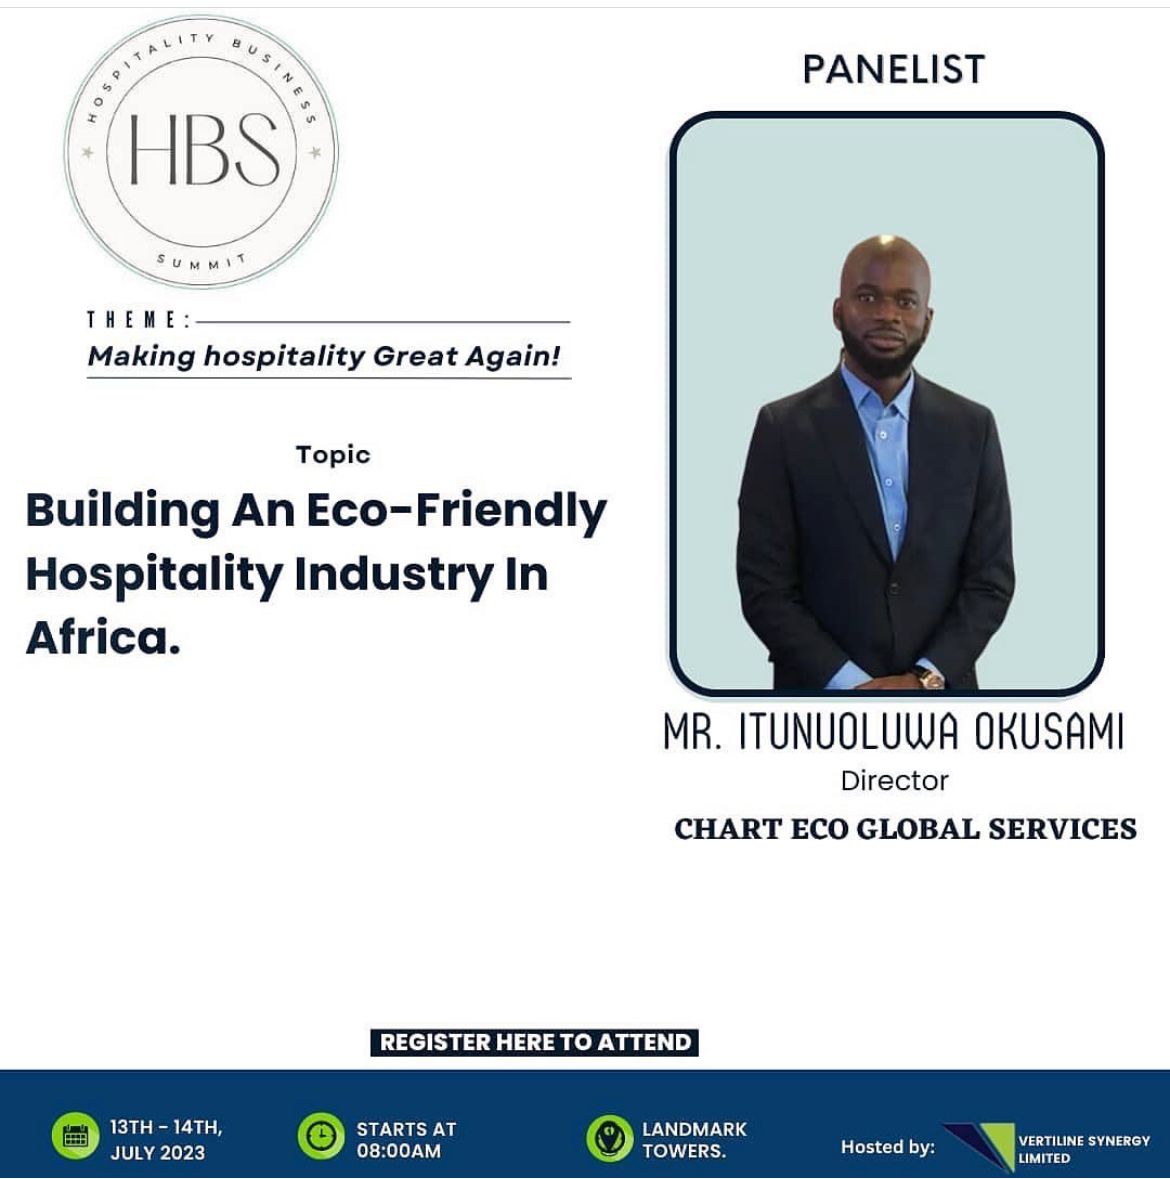 HOSPITALITY BUSINESS
HBS
SUMMIT
THEME:
Making hospitality Great Again!
Topic
Building An Eco-Friendly
Hospitality Industry In
Africa.
PANELIST
MR. ITUNUOLUWA OKUSAMI
Director
CHART ECO GLOBAL SERVICES
REGISTER HERE TO ATTEND
13TH - 14TH,
JULY 2023
STARTS AT
08:00AM
LANDMARK
TOWERS.
Hosted by:
VERTILINE SYNERGY
LIMITED